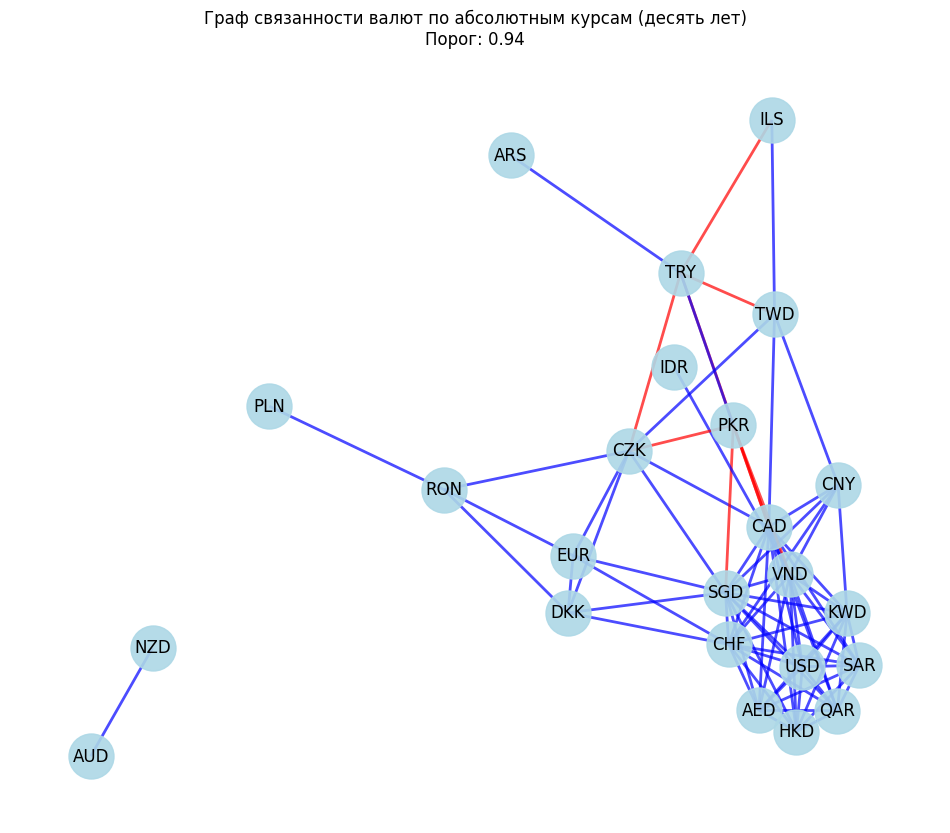 Граф связанности валют по абсолютным курсам (десять лет)
Порог: 0.94
ILS
ARS
TRY
TWD
IDR
PLN
PKR
CZK
CNY
RON
CAD
EUR
VND
SGD
DKK
KWD
CHF
NZD
USD
SAR
AED
QAR
HKD
AUD